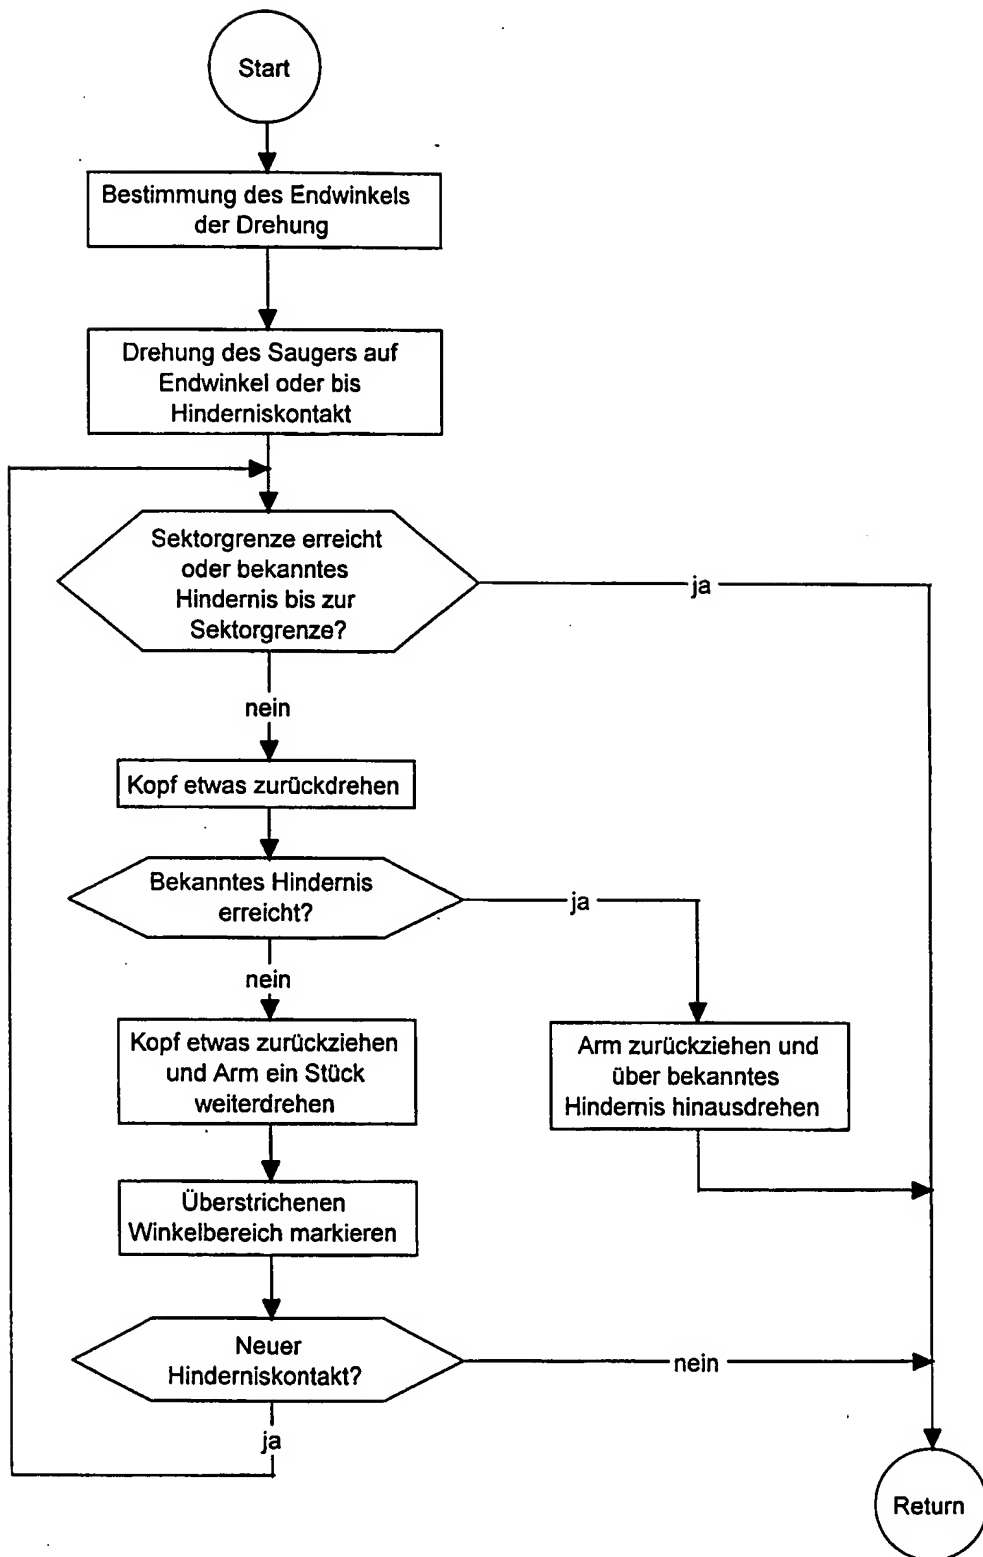 Start
Bestimmung des Endwinkels
der Drehung
Drehung des Saugers auf
Endwinkel oder bis
Hinderniskontakt
Sektorgrenze erreicht
oder bekanntes
Hindernis bis zur
Sektorgrenze?
ja
nein
Kopf etwas zurückdrehen
Bekanntes Hindernis
erreicht?
ja
nein
Kopf etwas zurückziehen
und Arm ein Stück
weiterdrehen
Arm zurückziehen und
über bekanntes
Hindernis hinausdrehen
Überstrichenen
Winkelbereich markieren
Neuer
Hinderniskontakt?
nein
ja
Return